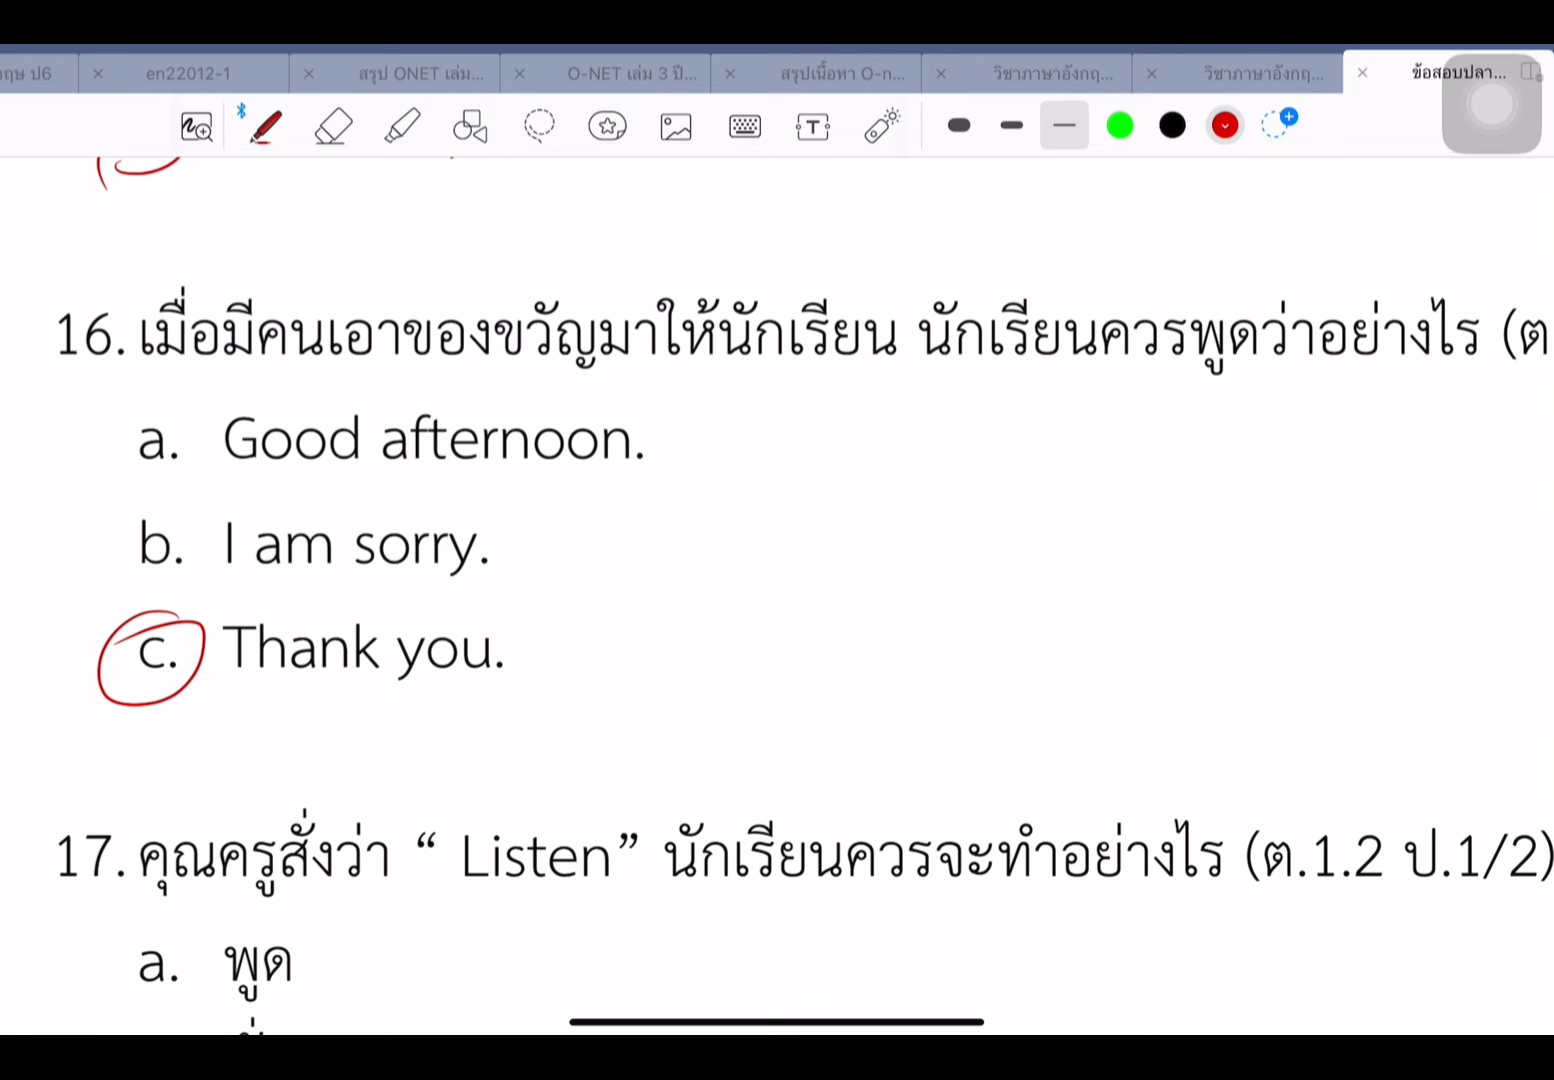 ฤษ ป6 × en22012-1 × สรุป ONET เล่ม... × O-NET เล่ม 3 ปี... × สรุปเนื้อหา O-n... × วิชาภาษาอังกฤ... × วิชาภาษาอังกฤ... × ข้อสอบปลา...
16. เมื่อมีคนเอาของขวัญมาให้นักเรียน นักเรียนควรพูดว่าอย่างไร (ต
a. Good afternoon.
b. I am sorry.
c. Thank you.
17. คุณครูสั่งว่า “ Listen” นักเรียนควรจะทำอย่างไร (ต.1.2 ป.1/2)
a. พูด